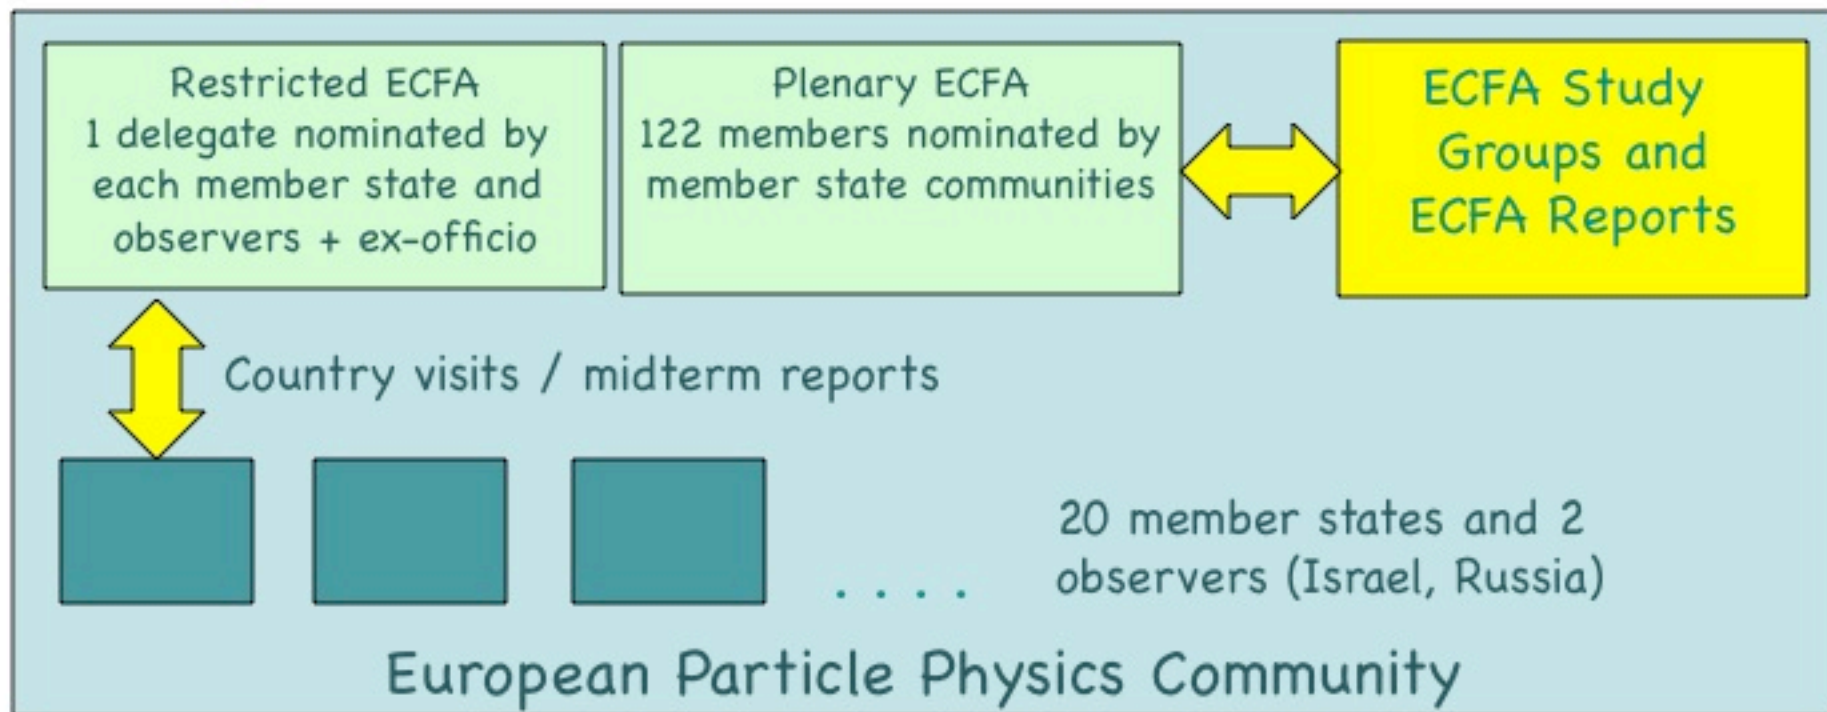 Restricted ECFA
1 delegate nominated by
each member state and
observers + ex-officio
Plenary ECFA
122 members nominated by
member state communities
ECFA Study
Groups and
ECFA Reports
Country visits / midterm reports
. . . .
20 member states and 2
observers (Israel, Russia)
European Particle Physics Community